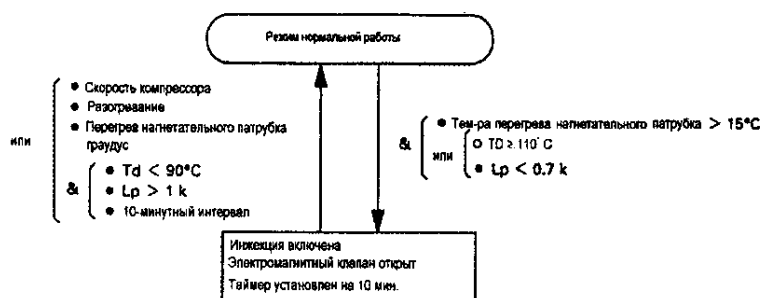 Режим нормальной работы
или
● Скорость компрессора
● Разогревание
● Перегрев нагнетательного патрубка
граудус
&
● Td < 90°C
● Lp > 1 k
● 10-минутный интервал
&
● Тем-ра перегрева нагнетательного патрубка > 15°C
или
○ TD ≥ 110° C
● Lp < 0.7 k
Инжекция включена
Электромагнитный клапан открыт
Таймер установлен на 10 мин.